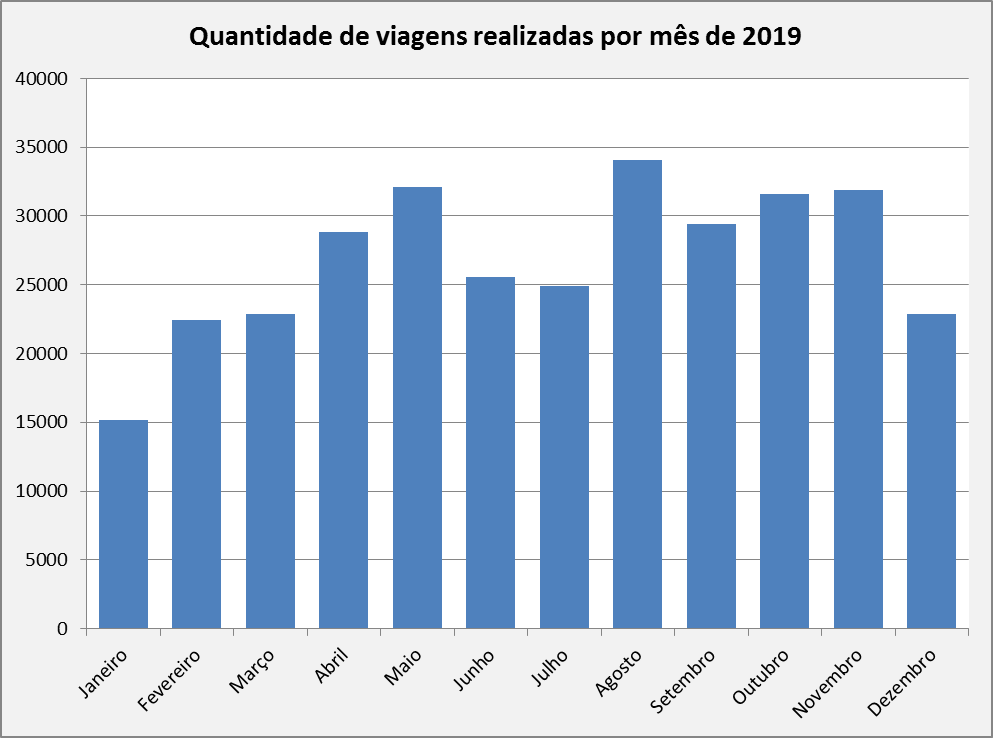 Quantidade de viagens realizadas por mês de 2019
40000
35000
30000
25000
20000
15000
10000
5000
0
Janeiro
Fevereiro
Março
Abril
Maio
Junho
Julho
Agosto
Setembro
Outubro
Novembro
Dezembro